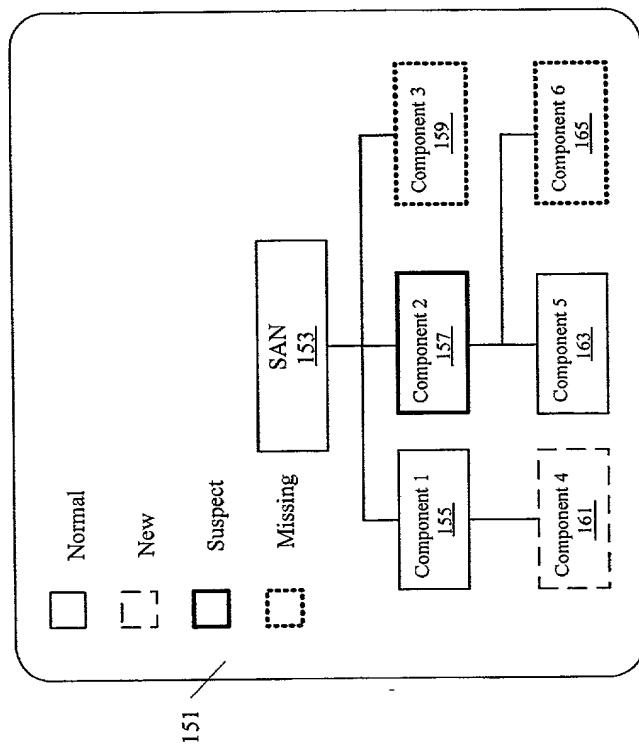 151
Normal
New
Suspect
Missing
SAN
153
Component 1
155
Component 2
157
Component 3
159
Component 4
161
Component 5
163
Component 6
165